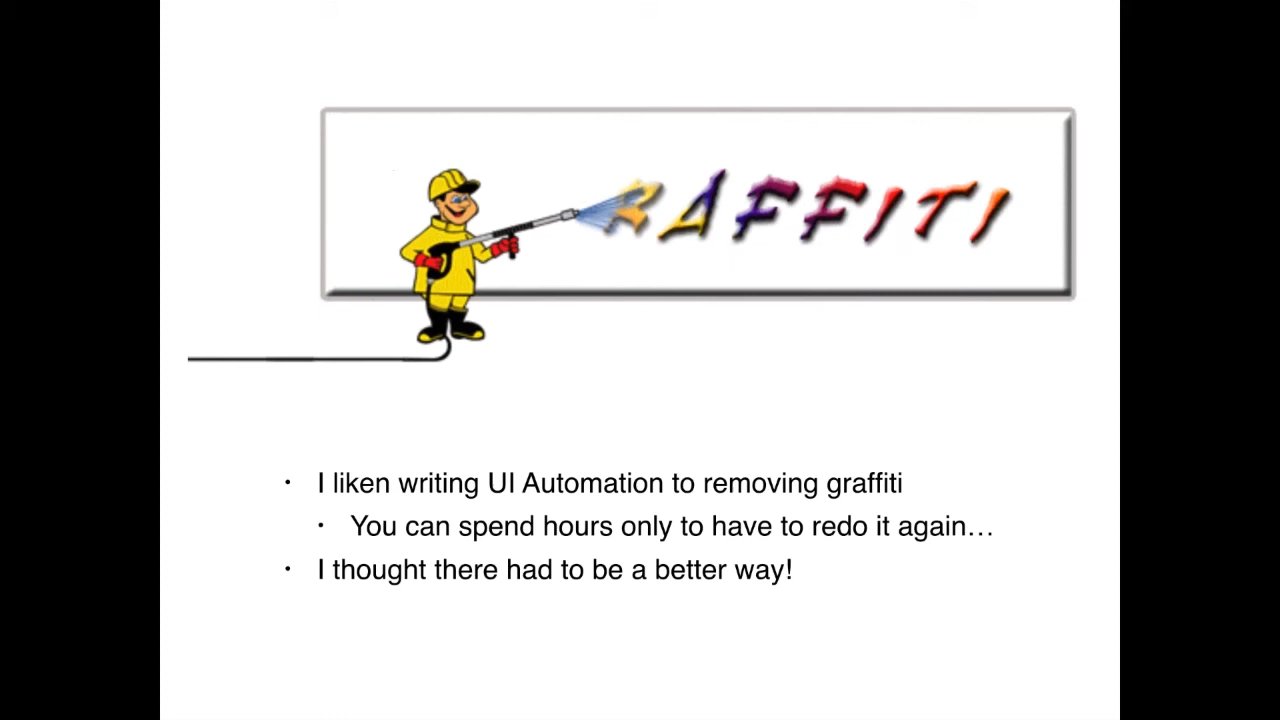 RAFFITI
• I liken writing UI Automation to removing graffiti
• You can spend hours only to have to redo it again…
• I thought there had to be a better way!